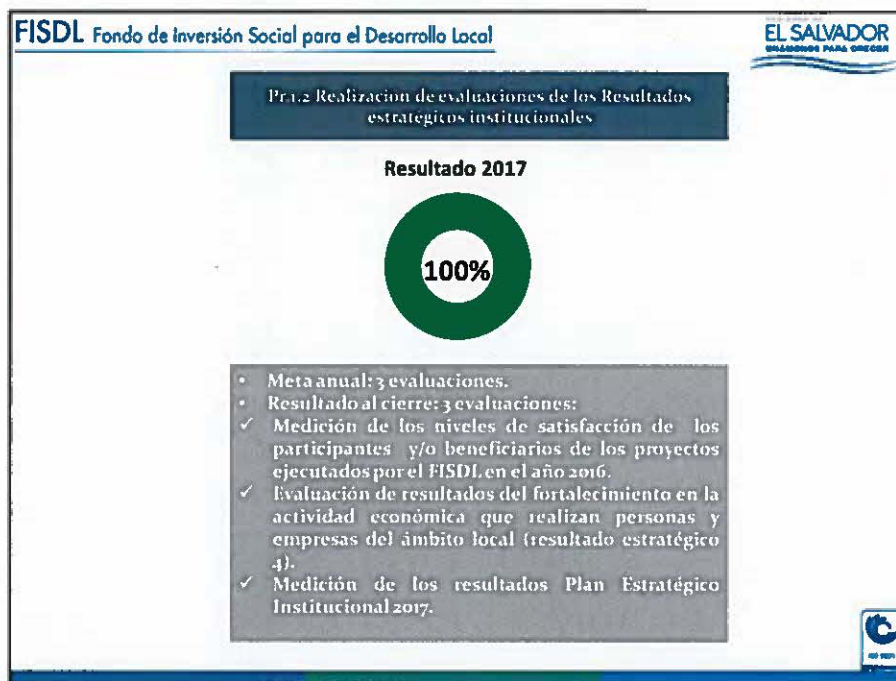 FISDL Fondo de Inversión Social para el Desarrollo Local
EL SALVADOR
UNÁMONOS PARA CRECER
Pr1.2 Realización de evaluaciones de los Resultados
estratégicos institucionales
Resultado 2017
100%
• Meta anual: 3 evaluaciones.
• Resultado al cierre: 3 evaluaciones:
✓ Medición de los niveles de satisfacción de los
participantes y/o beneficiarios de los proyectos
ejecutados por el FISDL en el año 2016.
✓ Evaluación de resultados del fortalecimiento en la
actividad económica que realizan personas y
empresas del ámbito local (resultado estratégico
4).
✓ Medición de los resultados Plan Estratégico
Institucional 2017.